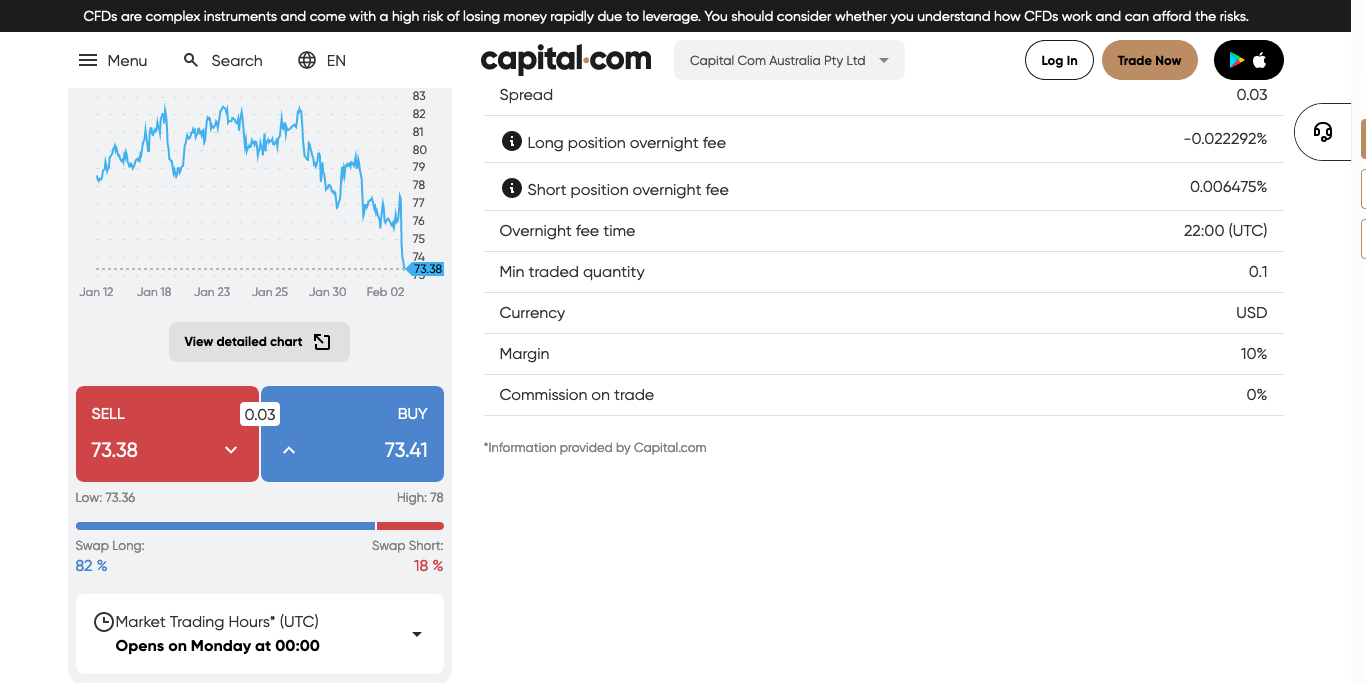 CFDs are complex instruments and come with a high risk of losing money rapidly due to leverage. You should consider whether you understand how CFDs work and can afford the risks.
Menu
Search
EN
capital.com
Capital Com Australia Pty Ltd
Log In
Trade Now
83
82
81
80
79
78
77
76
75
74
73.38
Jan 12
Jan 18
Jan 23
Jan 25
Jan 30
Feb 02
View detailed chart
SELL
73.38
0.03
BUY
73.41
Low: 73.36
High: 78
Swap Long:
82 %
Swap Short:
18 %
Market Trading Hours* (UTC)
Opens on Monday at 00:00
Spread 0.03
Long position overnight fee -0.022292%
Short position overnight fee 0.006475%
Overnight fee time 22:00 (UTC)
Min traded quantity 0.1
Currency USD
Margin 10%
Commission on trade 0%
*Information provided by Capital.com